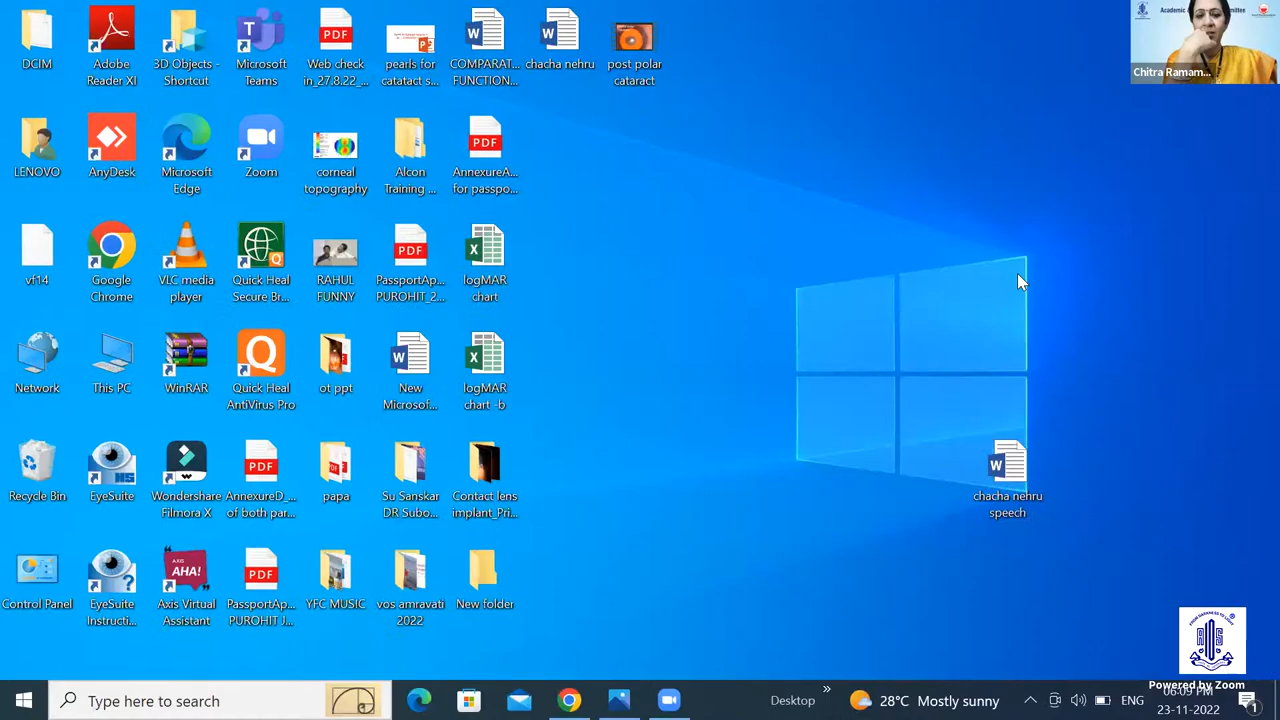 DCIM
Adobe
Reader XI
3D Objects -
Shortcut
Microsoft
Teams
Web check
in_27.8.22_...
pearls for
catatact s...
COMPARAT...
FUNCTION...
chacha nehru
post polar
cataract
Chitra Ramam...
LENOVO
AnyDesk
Microsoft
Edge
Zoom
corneal
topography
Alcon
Training ...
AnnexureA...
for passpo...
vf14
Google
Chrome
VLC media
player
Quick Heal
Secure Br...
RAHUL
FUNNY
PassportAp...
PUROHIT_2...
logMAR
chart
Network
This PC
WinRAR
Quick Heal
AntiVirus Pro
ot ppt
New
Microsof...
logMAR
chart -b
Recycle Bin
EyeSuite
Wondershare
Filmora X
AnnexureD_...
of both par...
papa
Su Sanskar
DR Subo...
Contact lens
implant_Pri...
chacha nehru
speech
Control Panel
EyeSuite
Instructi...
AXIS
AHA!
Axis Virtual
Assistant
PassportAp...
PUROHIT J...
YFC MUSIC
vos amravati
2022
New folder
Powered by Zoom
Type here to search
Desktop
28°C Mostly sunny
ENG
06:05 PM
23-11-2022